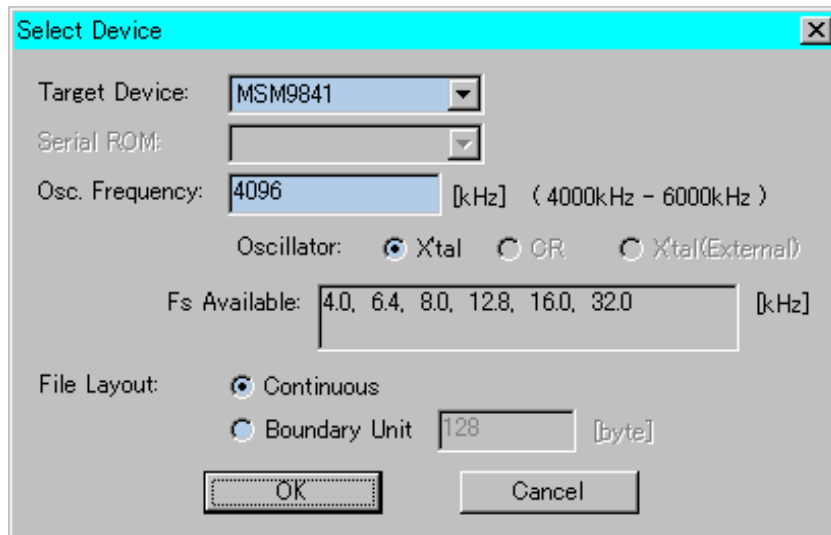 Select Device
Target Device: MSM9841
Serial ROM:
Osc. Frequency: 4096 [kHz] ( 4000kHz - 6000kHz )
Oscillator: X'tal CR X'tal(External)
Fs Available: 4.0, 6.4, 8.0, 12.8, 16.0, 32.0 [kHz]
File Layout: Continuous
Boundary Unit 128 [byte]
OK Cancel